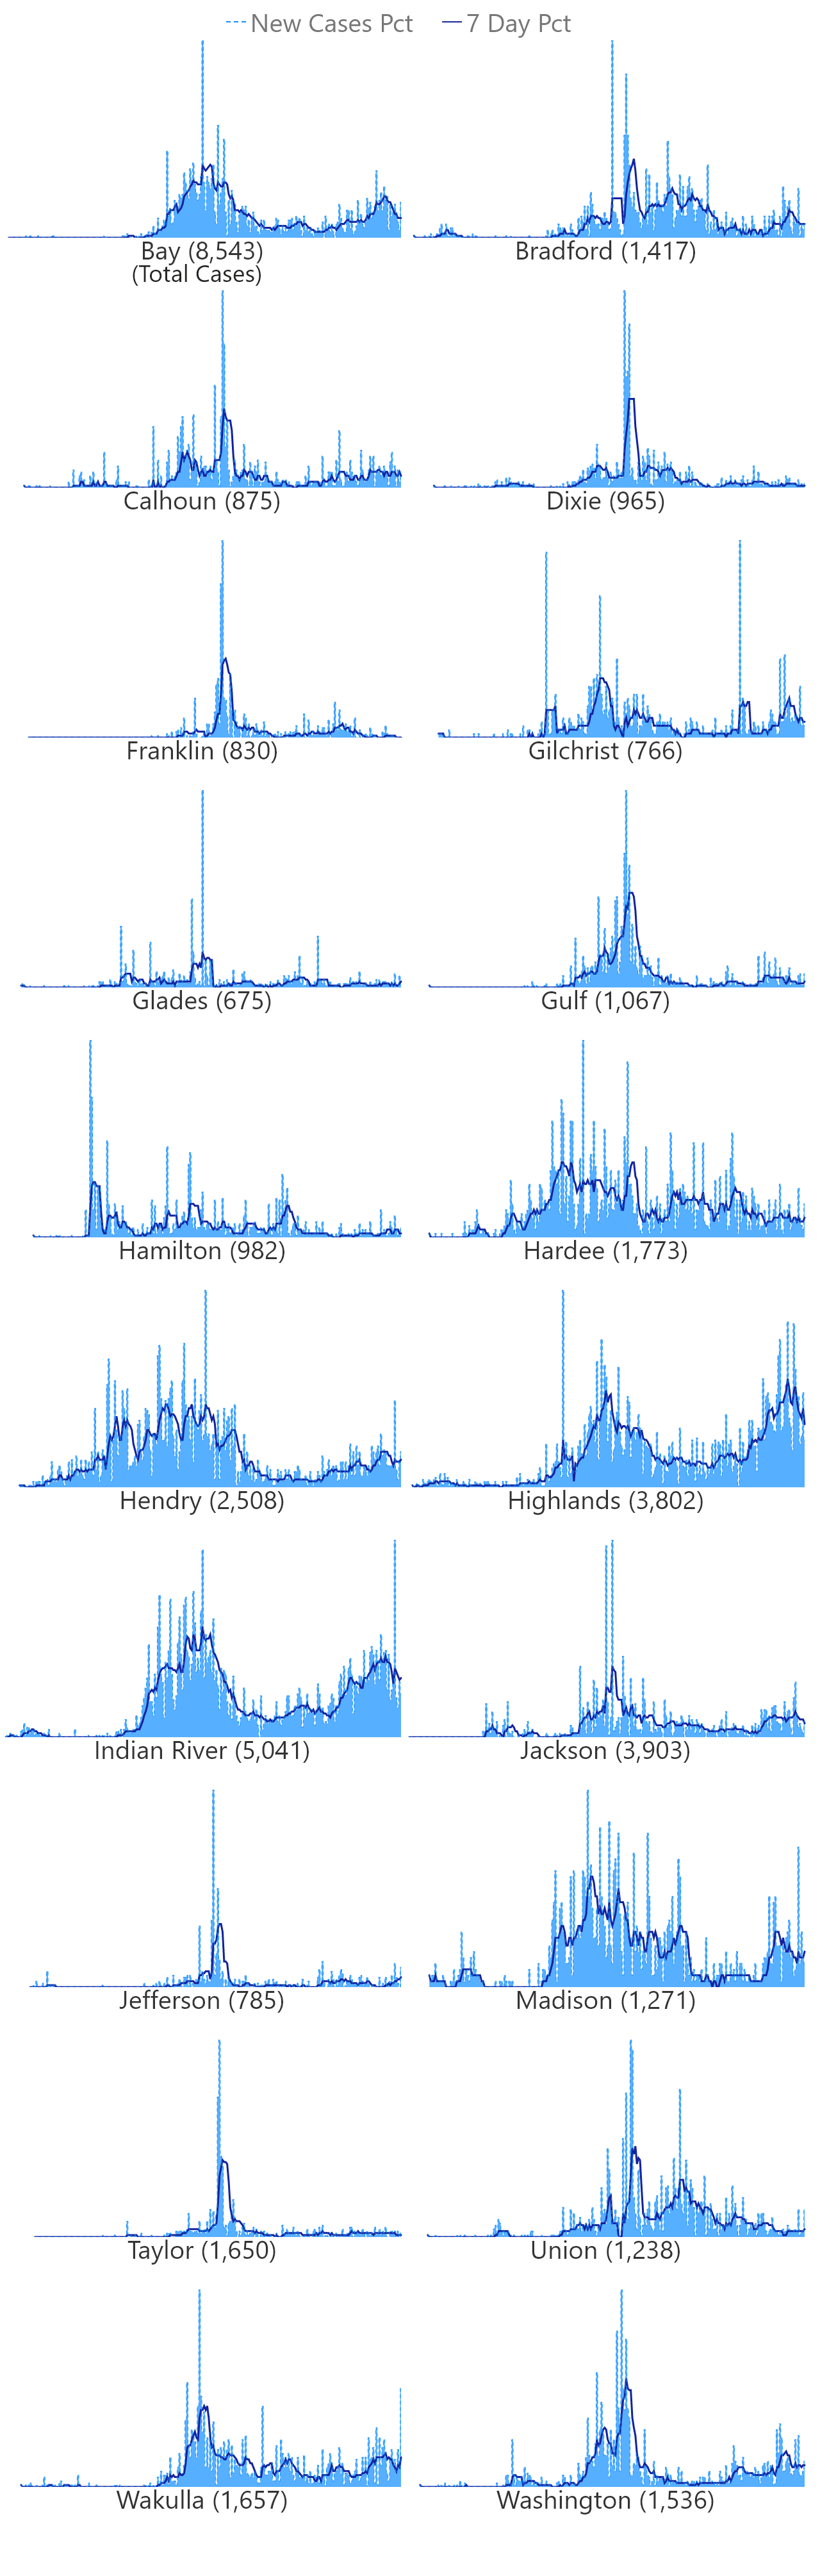 New Cases Pct 7 Day Pct
Bay (8,543) Bradford (1,417)
(Total Cases)
Calhoun (875) Dixie (965)
Franklin (830) Gilchrist (766)
Glades (675) Gulf (1,067)
Hamilton (982) Hardee (1,773)
Hendry (2,508) Highlands (3,802)
Indian River (5,041) Jackson (3,903)
Jefferson (785) Madison (1,271)
Taylor (1,650) Union (1,238)
Wakulla (1,657) Washington (1,536)